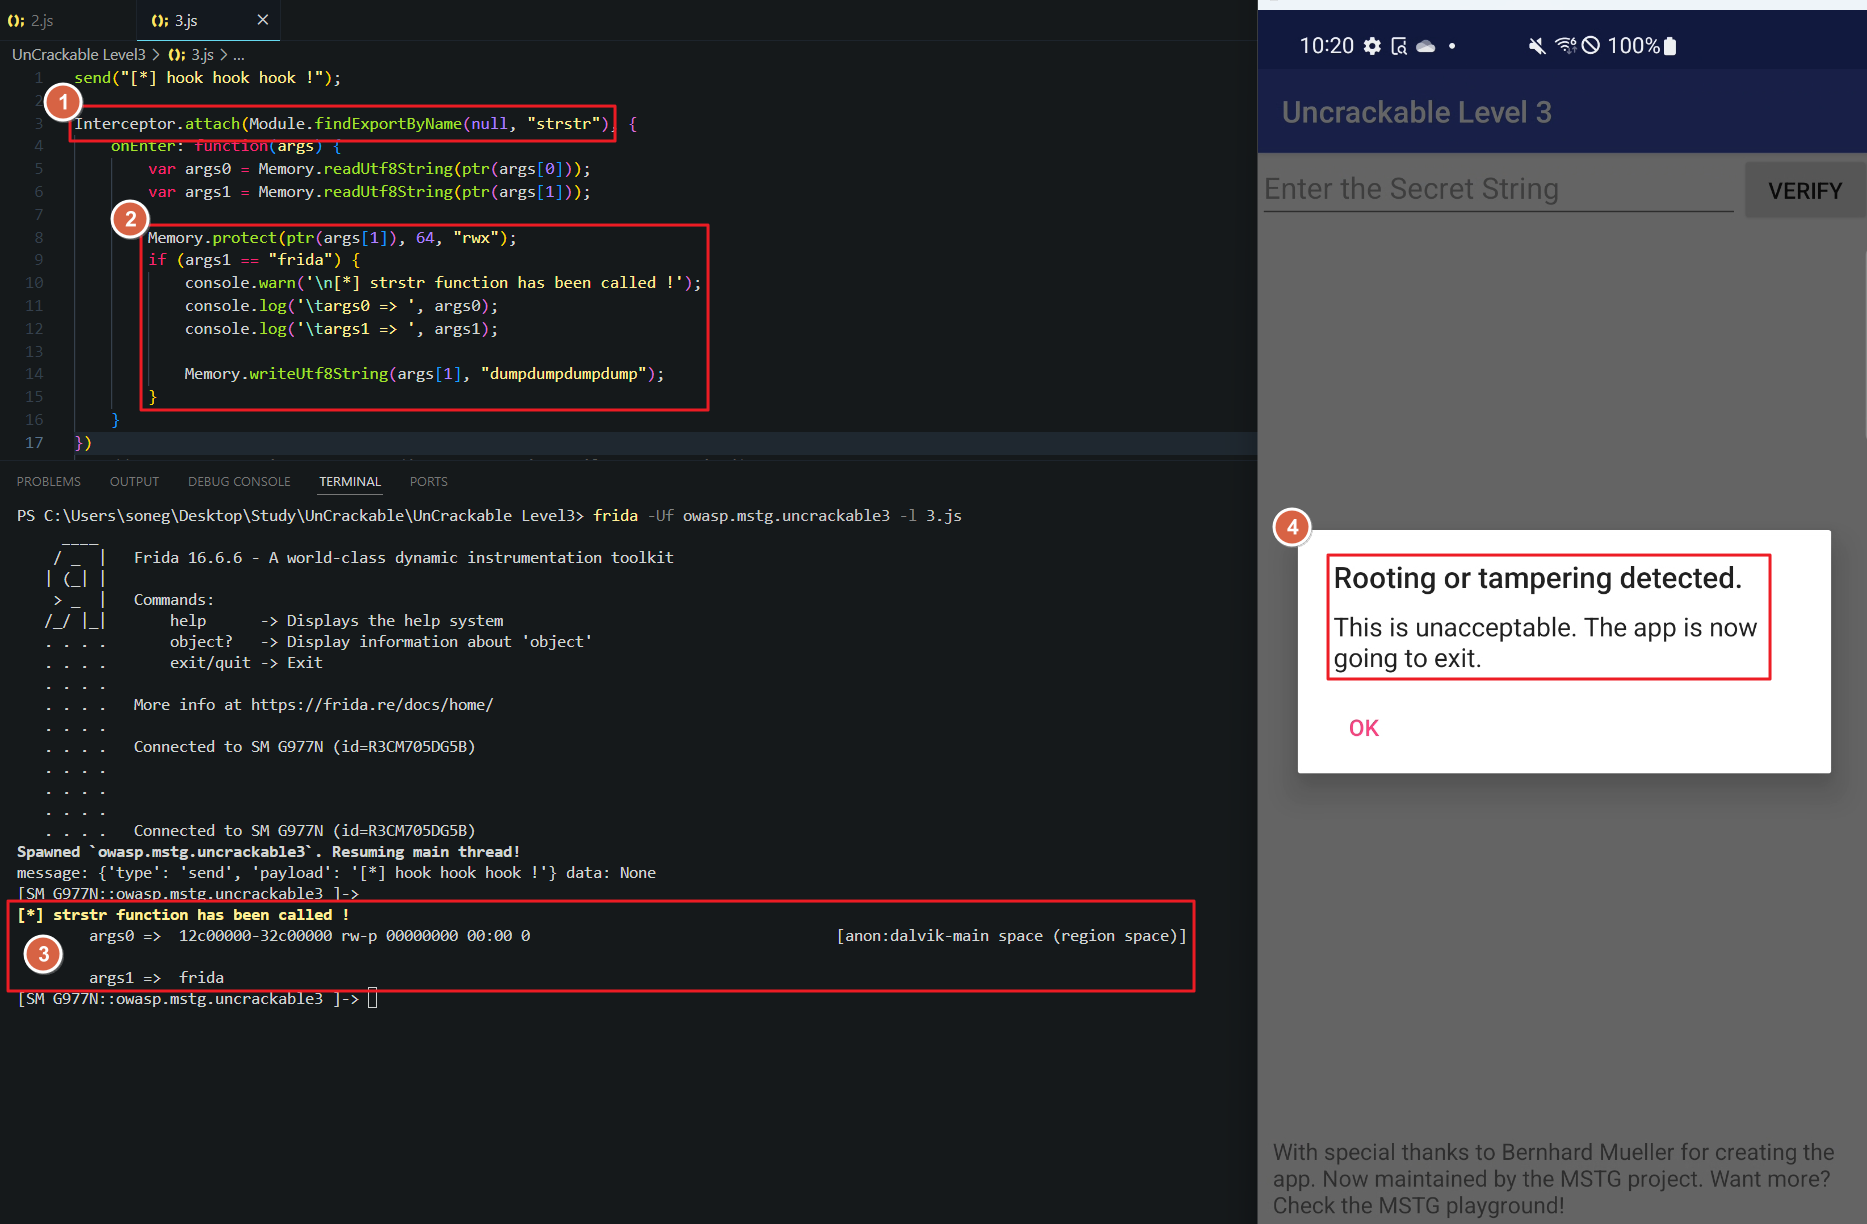 2.js
3.js
UnCrackable Level3 > 3.js > ...
1 send("[*] hook hook hook !");
2
1
3 Interceptor.attach(Module.findExportByName(null, "strstr"), {
4 onEnter: function(args) {
5 var args0 = Memory.readUtf8String(ptr(args[0]));
6 var args1 = Memory.readUtf8String(ptr(args[1]));
7
2
8 Memory.protect(ptr(args[1]), 64, "rwx");
9 if (args1 == "frida") {
10 console.warn('\n[*] strstr function has been called !');
11 console.log('\targs0 => ', args0);
12 console.log('\targs1 => ', args1);
13
14 Memory.writeUtf8String(args[1], "dumpdumpdumpdump");
15 }
16 }
17 })
PROBLEMS OUTPUT DEBUG CONSOLE TERMINAL PORTS
PS C:\Users\soneg\Desktop\Study\UnCrackable\UnCrackable Level3> frida -Uf owasp.mstg.uncrackable3 -l 3.js
____
/ _  | Frida 16.6.6 - A world-class dynamic instrumentation toolkit
| (_| |
> _  | Commands:
/_/ |_| help -> Displays the help system
. . . . object? -> Display information about 'object'
. . . . exit/quit -> Exit
. . . .
. . . . More info at https://frida.re/docs/home/
. . . .
. . . . Connected to SM G977N (id=R3CM705DG5B)
. . . .
. . . .
. . . .
. . . . Connected to SM G977N (id=R3CM705DG5B)
Spawned `owasp.mstg.uncrackable3`. Resuming main thread!
message: {'type': 'send', 'payload': '[*] hook hook hook !'} data: None
[SM G977N::owasp.mstg.uncrackable3 ]->
[*] strstr function has been called !
args0 => 12c00000-32c00000 rw-p 00000000 00:00 0 [anon:dalvik-main space (region space)]
3
args1 => frida
[SM G977N::owasp.mstg.uncrackable3 ]->
10:20 100%
Uncrackable Level 3
Enter the Secret String
VERIFY
4
Rooting or tampering detected.
This is unacceptable. The app is now
going to exit.
OK
With special thanks to Bernhard Mueller for creating the
app. Now maintained by the MSTG project. Want more?
Check the MSTG playground!